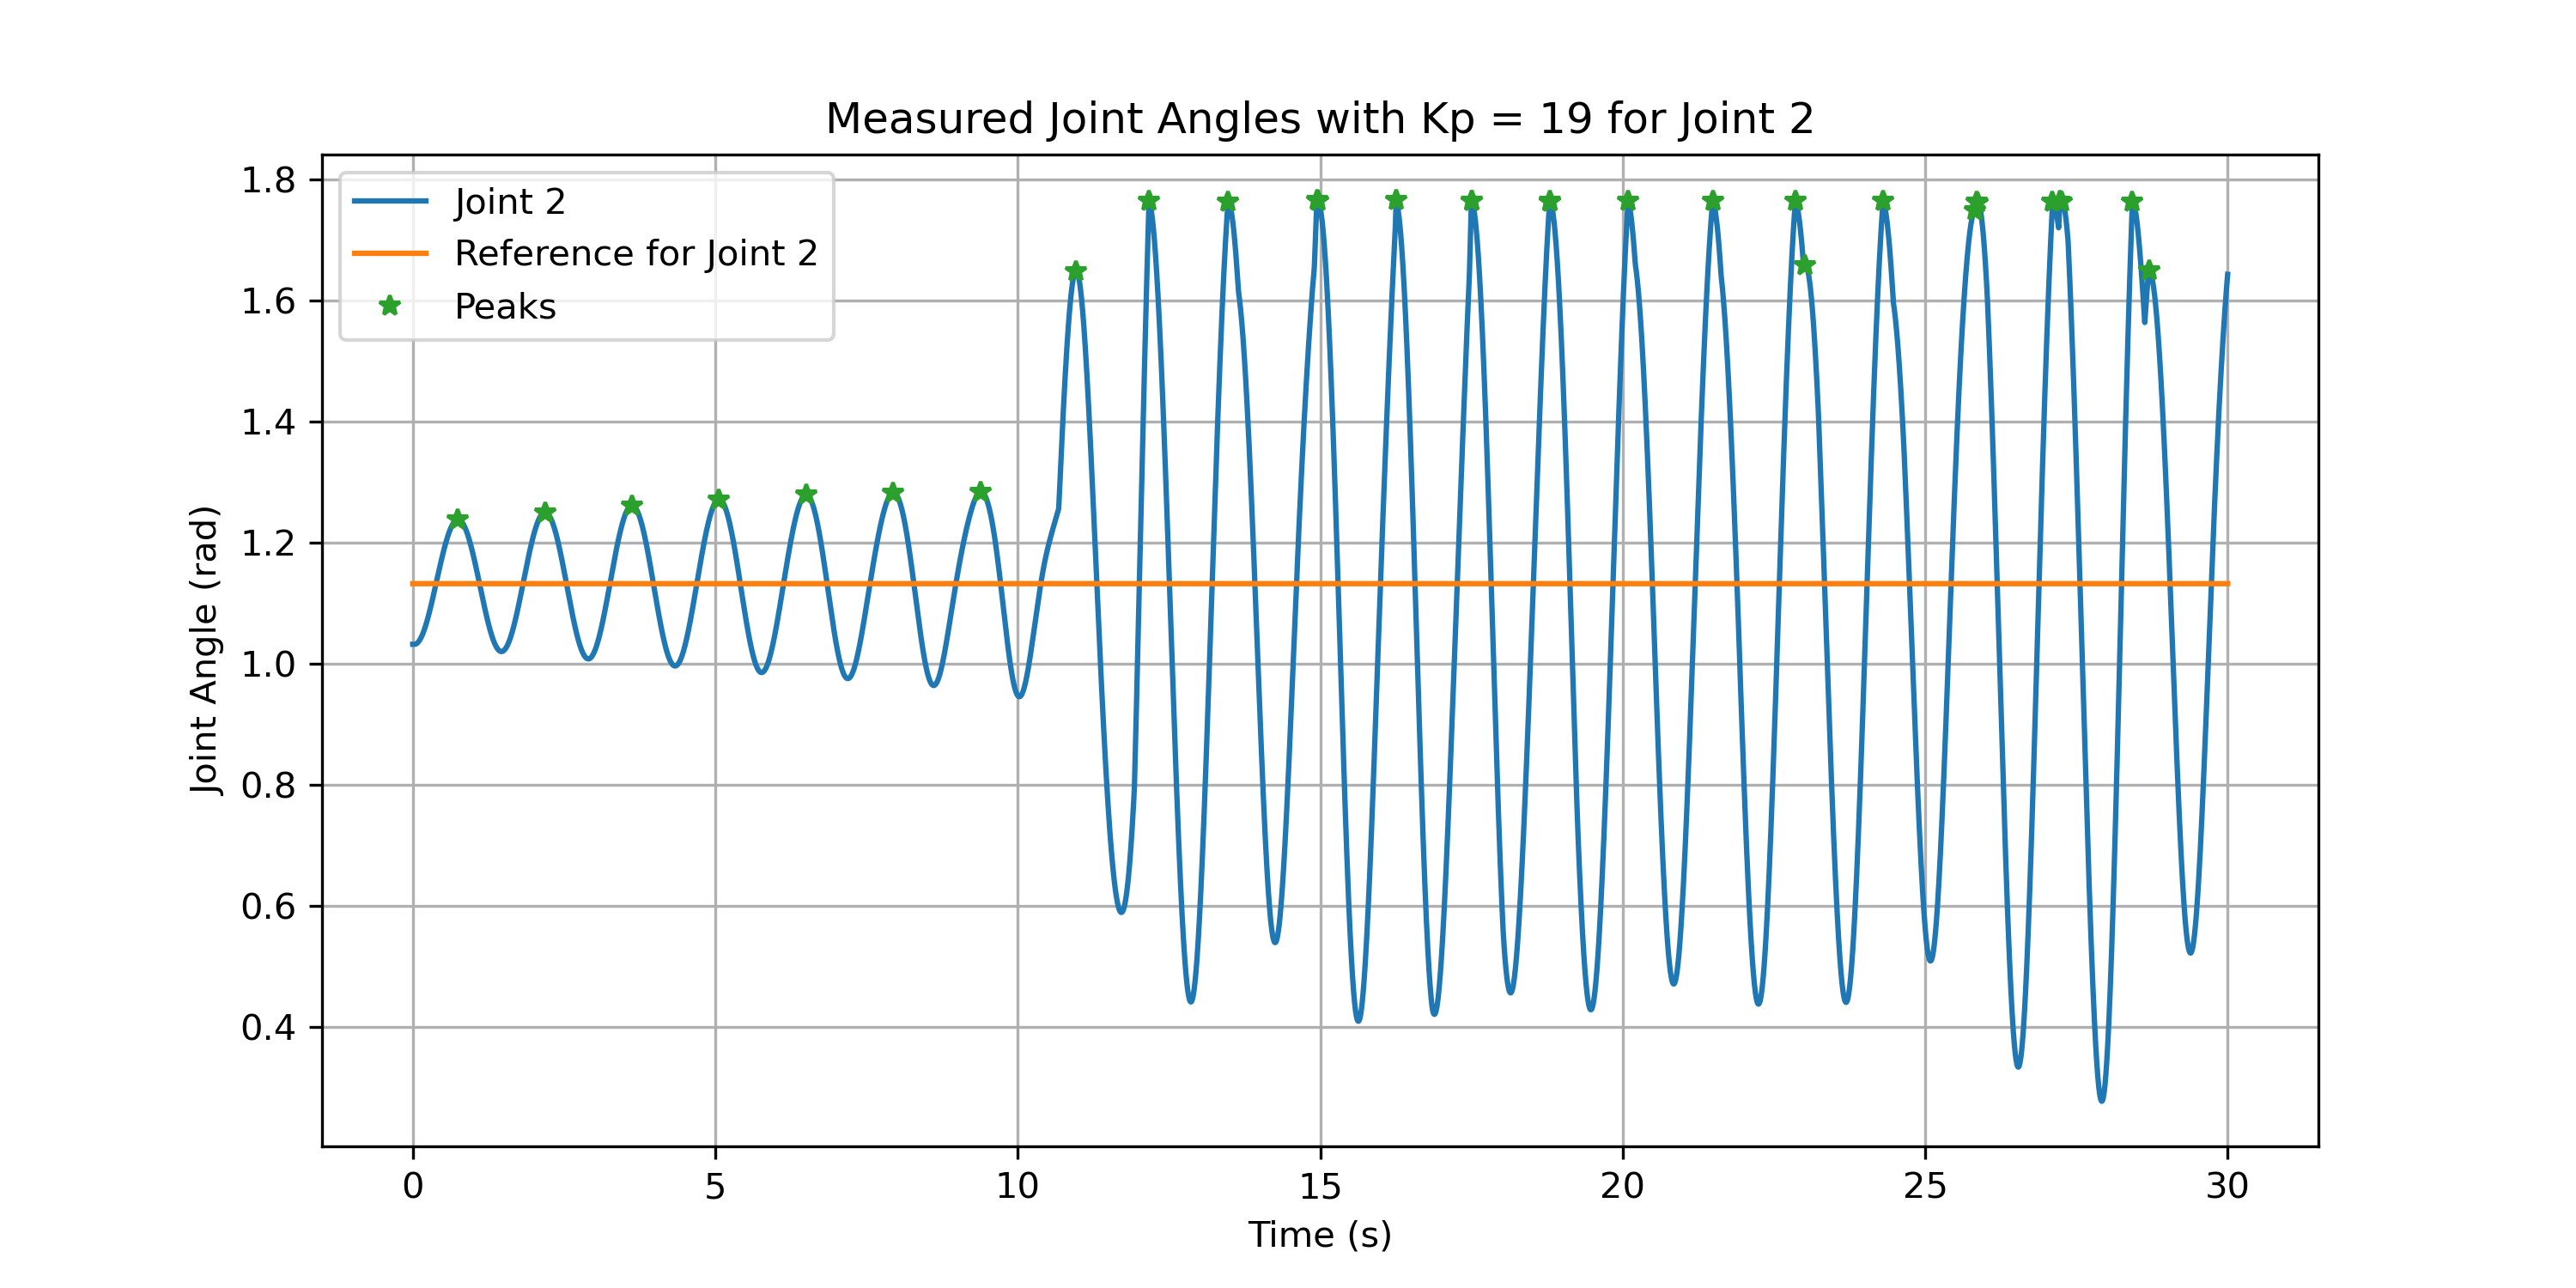 Measured Joint Angles with Kp = 19 for Joint 2
1.8
1.6
1.4
1.2
1.0
0.8
0.6
0.4
Joint Angle (rad)
Joint 2
Reference for Joint 2
Peaks
0 5 10 15 20 25 30
Time (s)